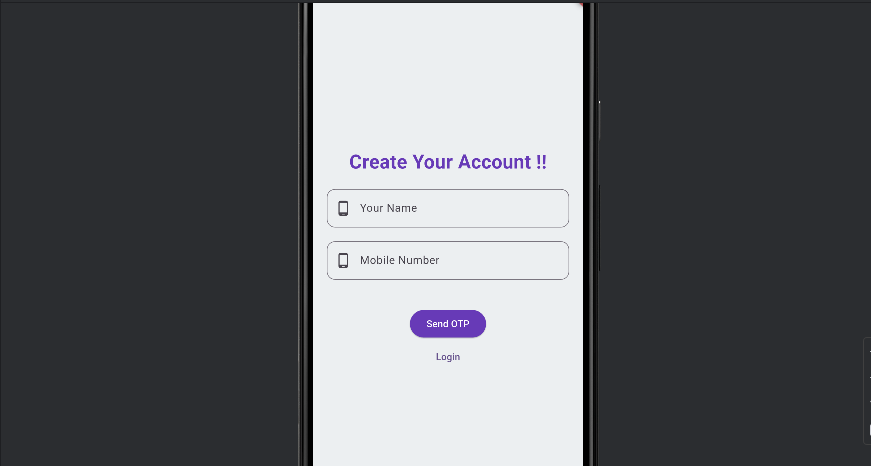 Create Your Account !!
Your Name
Mobile Number
Send OTP
Login